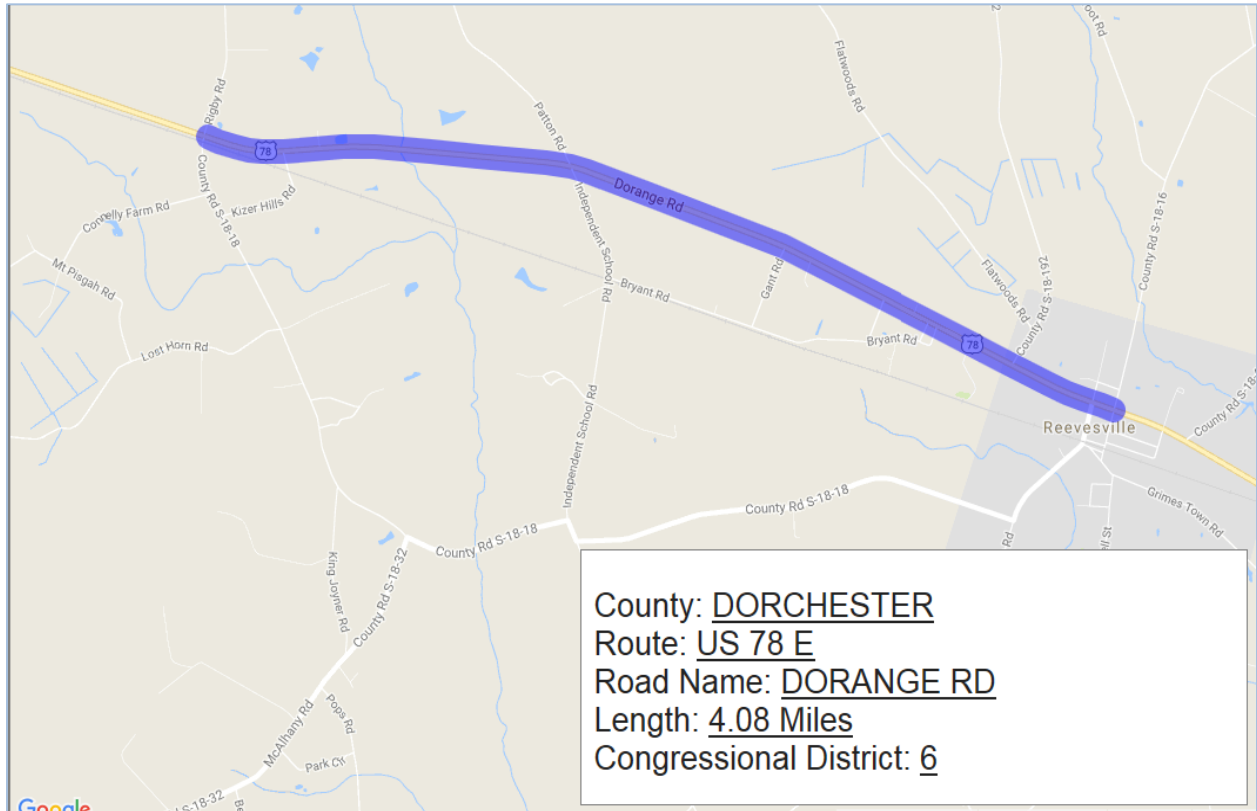 Rigby Rd
78
County Rd S-18-18
Kizer Hills Rd
Connelly Farm Rd
Mt Pisgah Rd
Lost Horn Rd
Patton Rd
Independent School Rd
Dorange Rd
Flatwoods Rd
Gant Rd
Bryant Rd
Bryant Rd
Flatwoods Rd
78
County Rd S-18-192
County Rd S-18-16
Reevesville
County Rd S-18-
Grimes Town Rd
Independent School Rd
County Rd S-18-18
County Rd S-18-18
Rd
County Rd S-18-32
King Joyner Rd
McAlhany Rd
Pops Rd
Park Cir
S-18-32
Google
County: DORCHESTER
Route: US 78 E
Road Name: DORANGE RD
Length: 4.08 Miles
Congressional District: 6